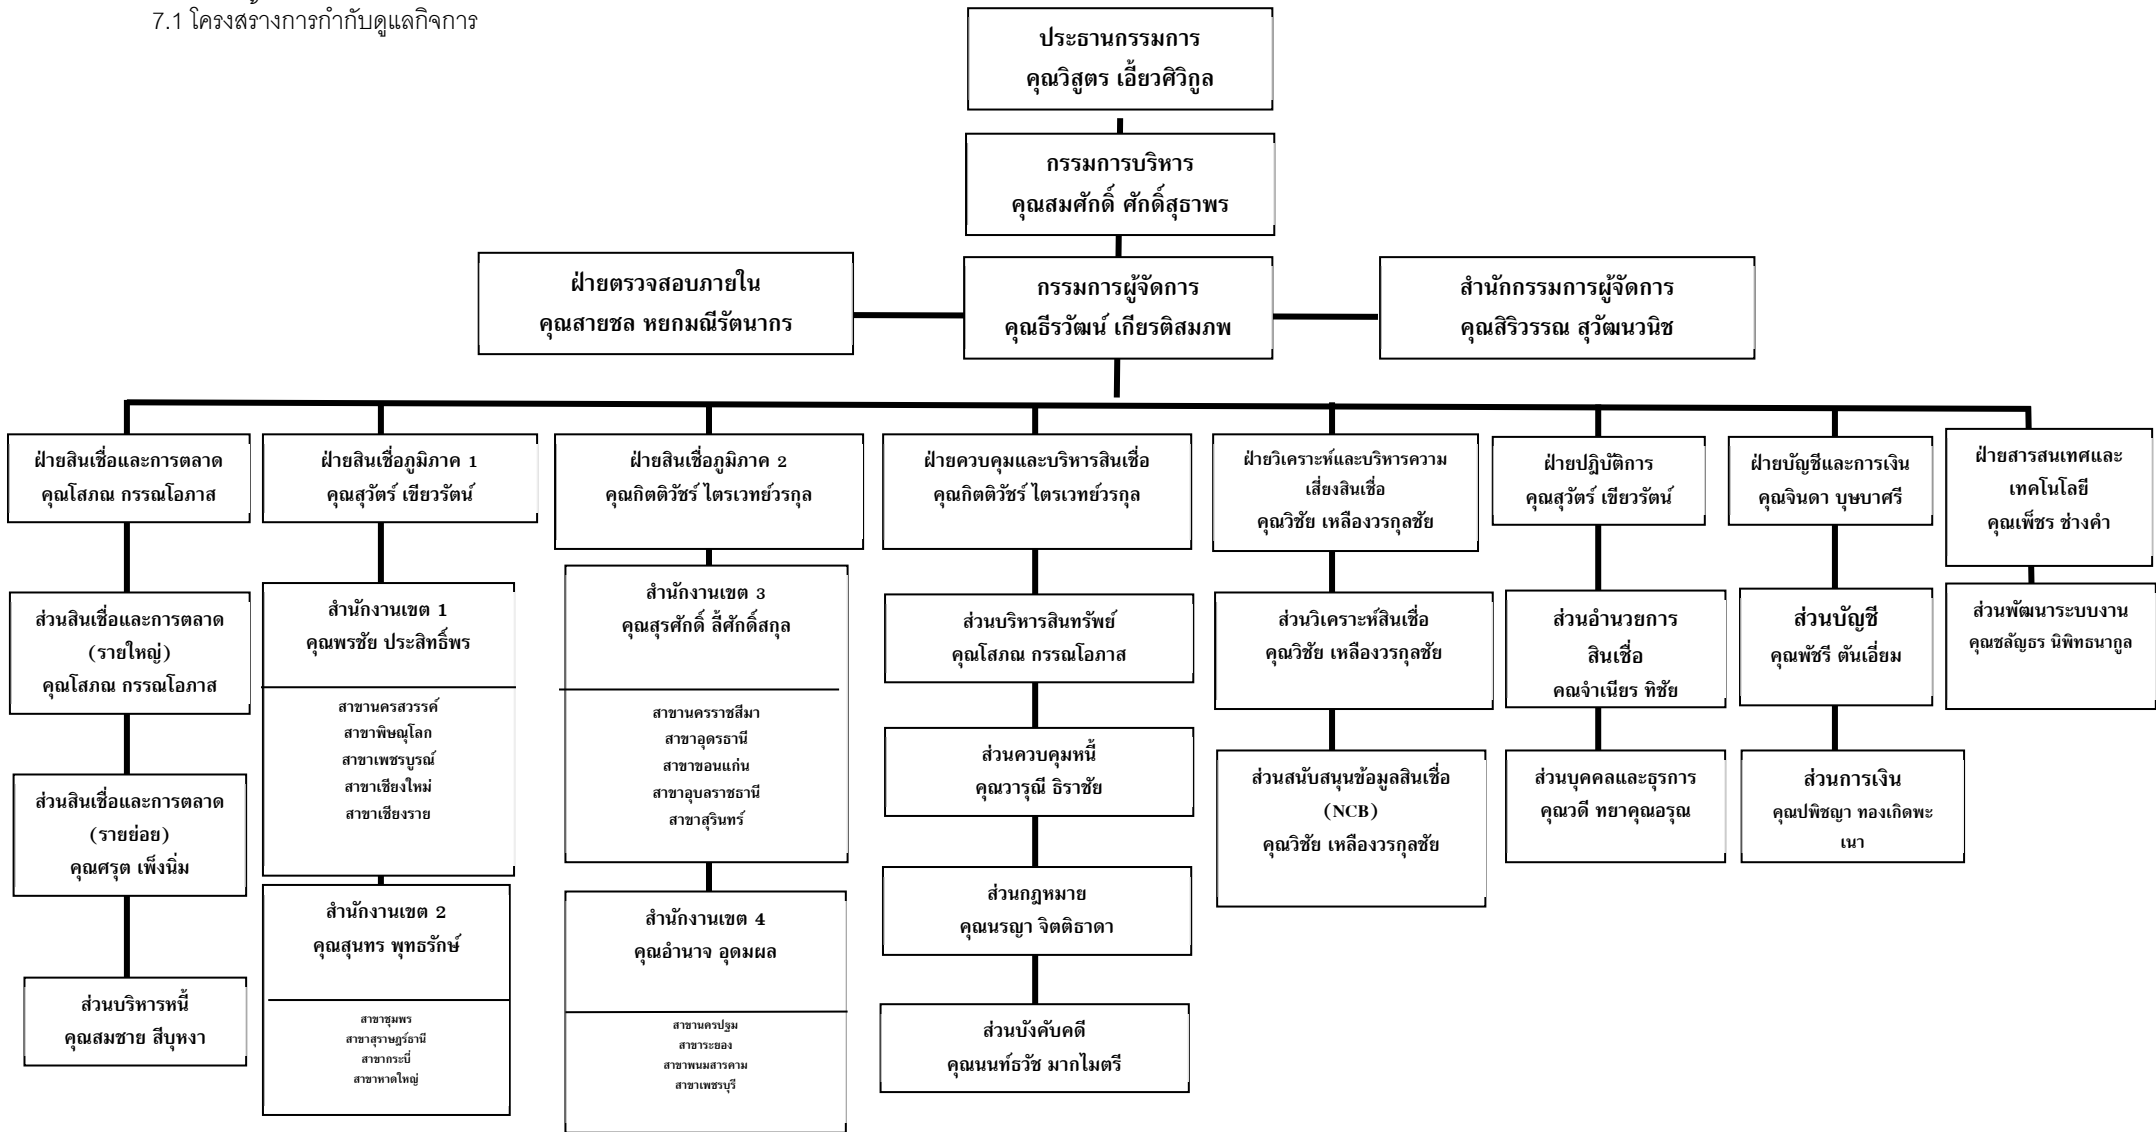 7.1 โครงสร้างการกำกับดูแลกิจการ
ประธานกรรมการ
คุณวิสูตร เอี้ยวศิวิกูล
กรรมการบริหาร
คุณสมศักดิ์ ศักดิ์สุธาพร
ฝ่ายตรวจสอบภายใน
คุณสายชล หยกมณีรัตนากร
กรรมการผู้จัดการ
คุณธีรวัฒน์ เกียรติสมภพ
สำนักกรรมการผู้จัดการ
คุณสิริวรรณ สุวัฒนวนิช
ฝ่ายสินเชื่อและการตลาด
คุณโสภณ กรรณโอภาส
ส่วนสินเชื่อและการตลาด
(รายใหญ่)
คุณโสภณ กรรณโอภาส
ส่วนสินเชื่อและการตลาด
(รายย่อย)
คุณศรุต เพ็งนิ่ม
ส่วนบริหารหนี้
คุณสมชาย สีบุหงา
ฝ่ายสินเชื่อภูมิภาค 1
คุณสุวัตร์ เขียวรัตน์
สำนักงานเขต 1
คุณพรชัย ประสิทธิ์พร
สาขานครสวรรค์
สาขาพิษณุโลก
สาขาเพชรบูรณ์
สาขาเชียงใหม่
สาขาเชียงราย
สำนักงานเขต 2
คุณสุนทร พุทธรักษ์
สาขาชุมพร
สาขาสุราษฎร์ธานี
สาขากระบี่
สาขาหาดใหญ่
ฝ่ายสินเชื่อภูมิภาค 2
คุณกิตติวัชร์ ไตรเวทย์วรกุล
สำนักงานเขต 3
คุณสุรศักดิ์ ลี้ศักดิ์สกุล
สาขานครราชสีมา
สาขาอุดรธานี
สาขาขอนแก่น
สาขาอุบลราชธานี
สาขาสุรินทร์
สำนักงานเขต 4
คุณอำนาจ อุดมผล
สาขานครปฐม
สาขาระยอง
สาขาพนมสารคาม
สาขาเพชรบุรี
ฝ่ายควบคุมและบริหารสินเชื่อ
คุณกิตติวัชร์ ไตรเวทย์วรกุล
ส่วนบริหารสินทรัพย์
คุณโสภณ กรรณโอภาส
ส่วนควบคุมหนี้
คุณวารุณี ธิราชัย
ส่วนกฎหมาย
คุณนรญา จิตติธาดา
ส่วนบังคับคดี
คุณนนท์ธวัช มากไมตรี
ฝ่ายวิเคราะห์และบริหารความ
เสี่ยงสินเชื่อ
คุณวิชัย เหลืองวรกุลชัย
ส่วนวิเคราะห์สินเชื่อ
คุณวิชัย เหลืองวรกุลชัย
ส่วนสนับสนุนข้อมูลสินเชื่อ
(NCB)
คุณวิชัย เหลืองวรกุลชัย
ฝ่ายปฎิบัติการ
คุณสุวัตร์ เขียวรัตน์
ส่วนอำนวยการ
สินเชื่อ
คณจำเนียร ทิชัย
ส่วนบุคคลและธุรการ
คุณวดี ทยาคุณอรุณ
ฝ่ายบัญชีและการเงิน
คุณจินดา บุษบาศรี
ส่วนบัญชี
คุณพัชรี ตันเอี่ยม
ส่วนการเงิน
คุณปพิชญา ทองเกิดพะ
เนา
ฝ่ายสารสนเทศและ
เทคโนโลยี
คุณเพ็ชร ช่างคำ
ส่วนพัฒนาระบบงาน
คุณชลัญธร นิพิทธนากูล